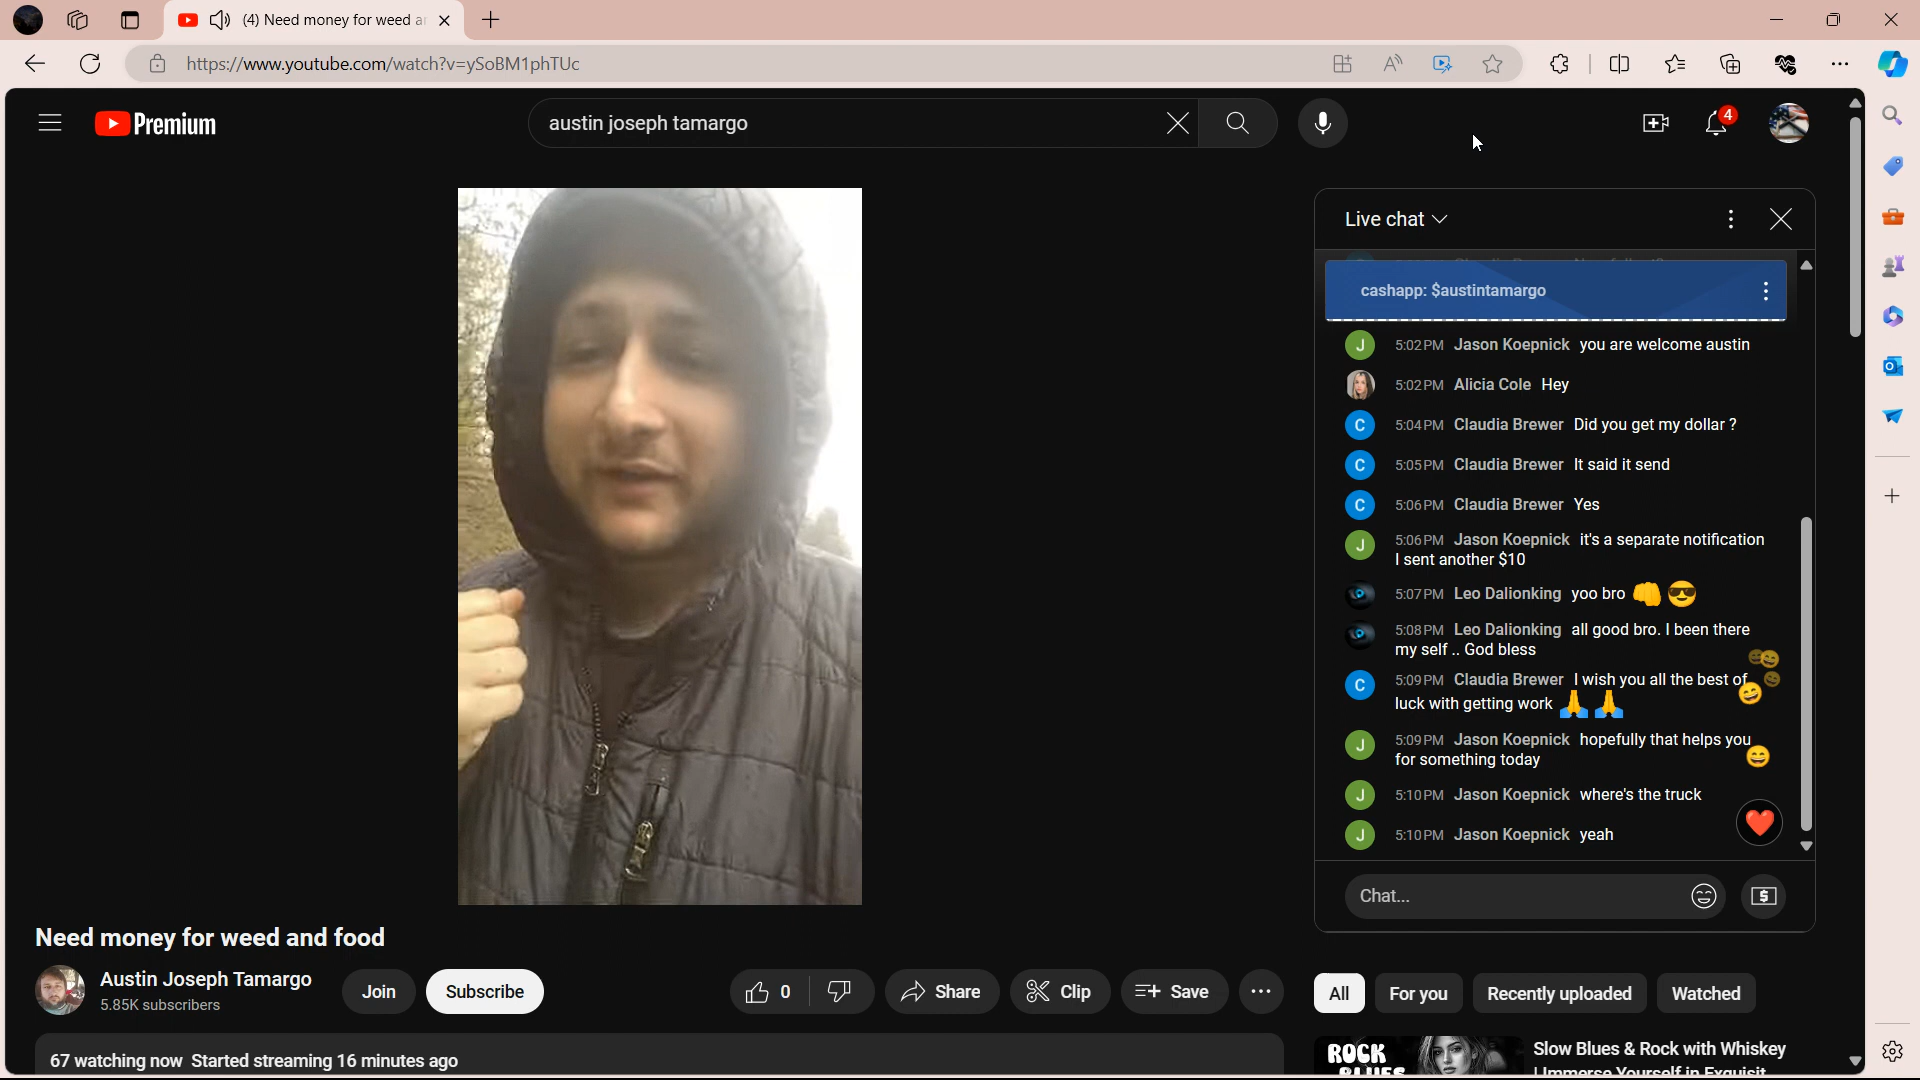 (4) Need money for weed a
https://www.youtube.com/watch?v=ySoBM1phTUc
Premium
austin joseph tamargo
4
Live chat
cashapp: $austintamargo
J 5:02PM Jason Koepnick you are welcome austin
5:02PM Alicia Cole Hey
C 5:04PM Claudia Brewer Did you get my dollar ?
C 5:05PM Claudia Brewer It said it send
C 5:06PM Claudia Brewer Yes
J 5:06PM Jason Koepnick it's a separate notification
I sent another $10
5:07PM Leo Dalionking yoo bro 👊 😎
5:08PM Leo Dalionking all good bro. I been there
my self .. God bless
C 5:09PM Claudia Brewer I wish you all the best of
luck with getting work 🙏 🙏
J 5:09PM Jason Koepnick hopefully that helps you
for something today
J 5:10PM Jason Koepnick where's the truck
J 5:10PM Jason Koepnick yeah
Chat...
Need money for weed and food
Austin Joseph Tamargo
5.85K subscribers
Join
Subscribe
0
Share
Clip
Save
All
For you
Recently uploaded
Watched
67 watching now Started streaming 16 minutes ago
ROCK
BLUES
Slow Blues & Rock with Whiskey
| Immerse Yourself in Exquisit